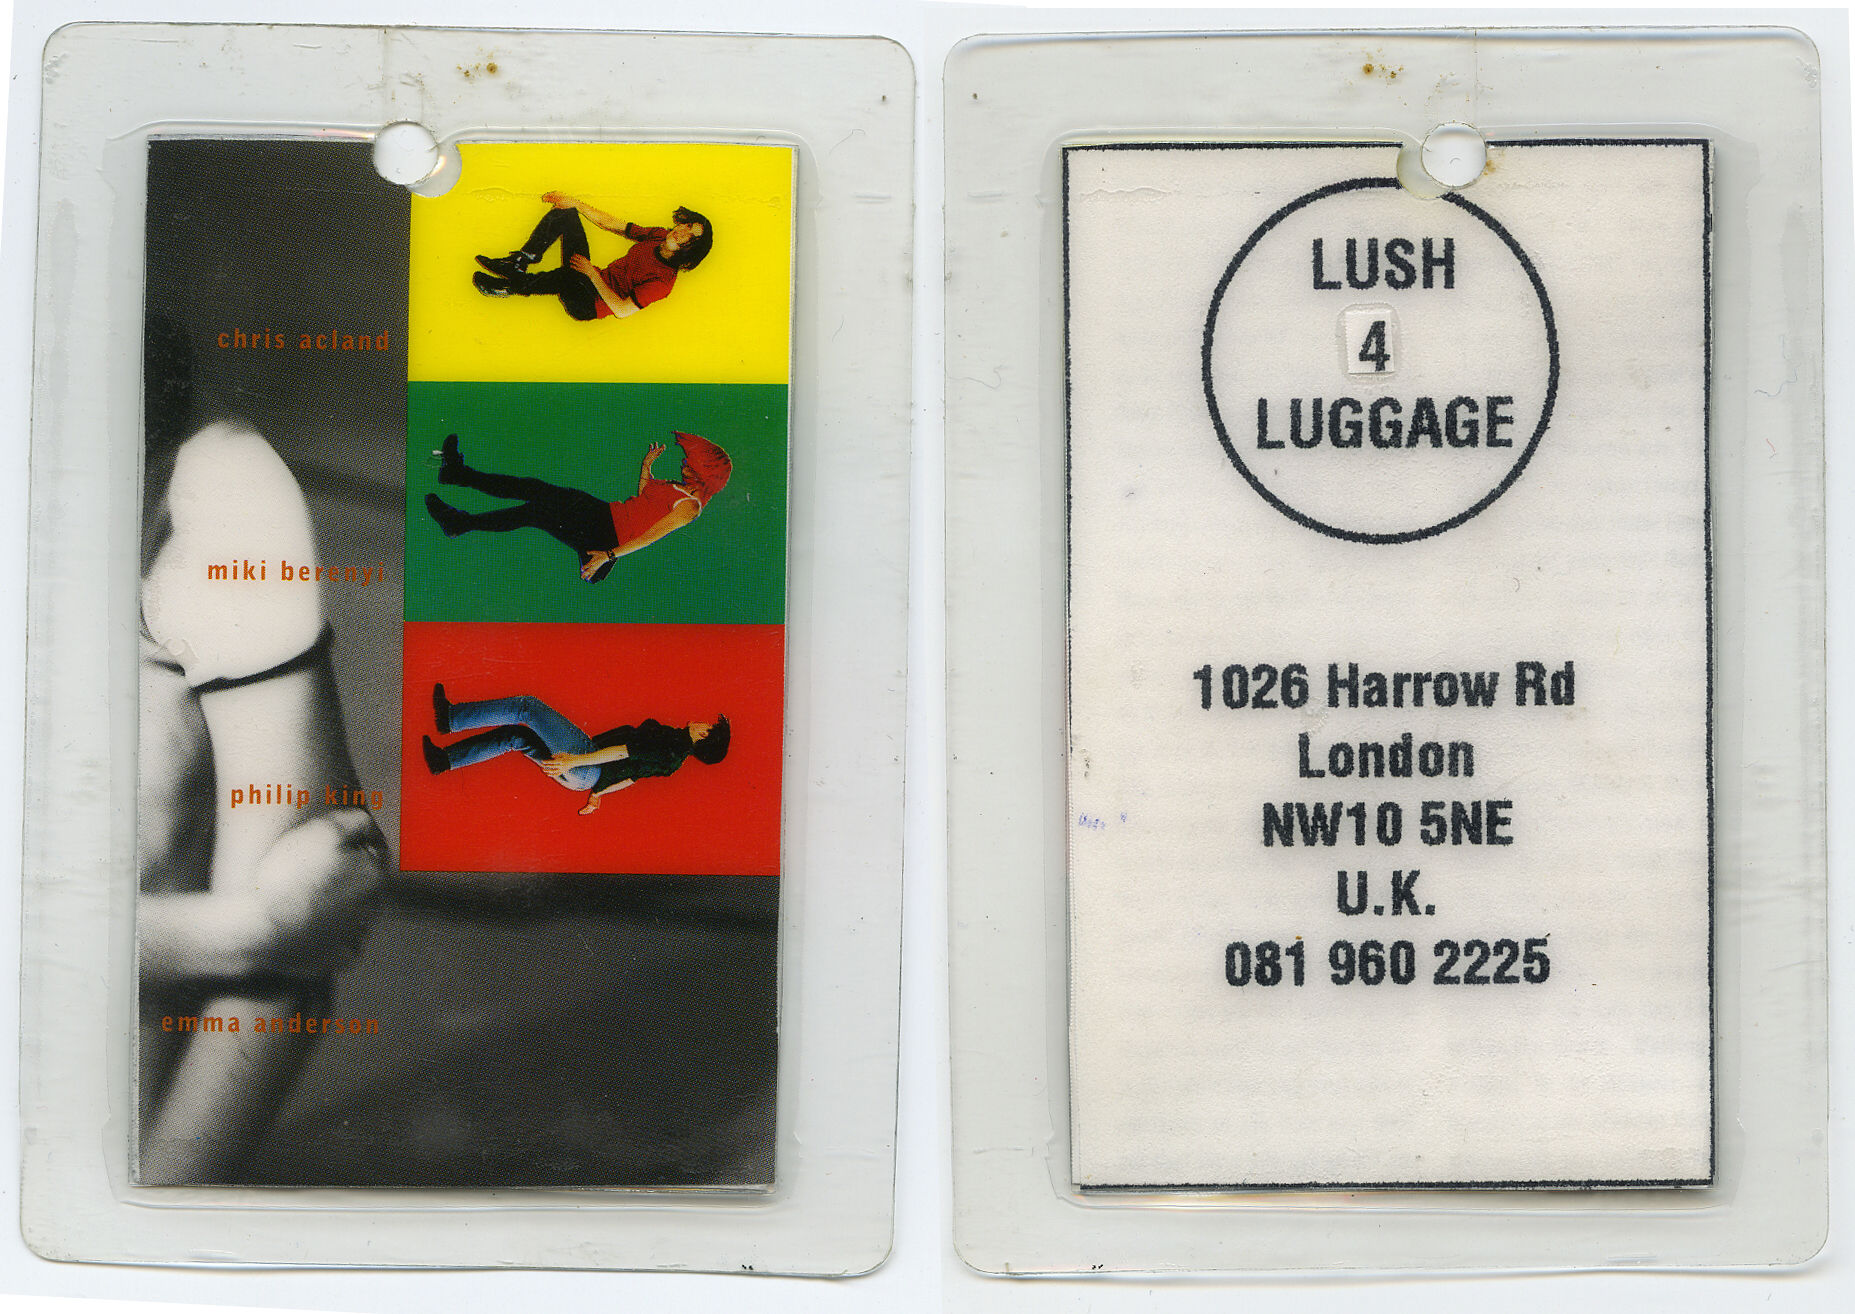 chris acland
miki berenyi
philip king
emma anderson
LUSH
4
LUGGAGE
1026 Harrow Rd
London
NW10 5NE
U.K.
081 960 2225